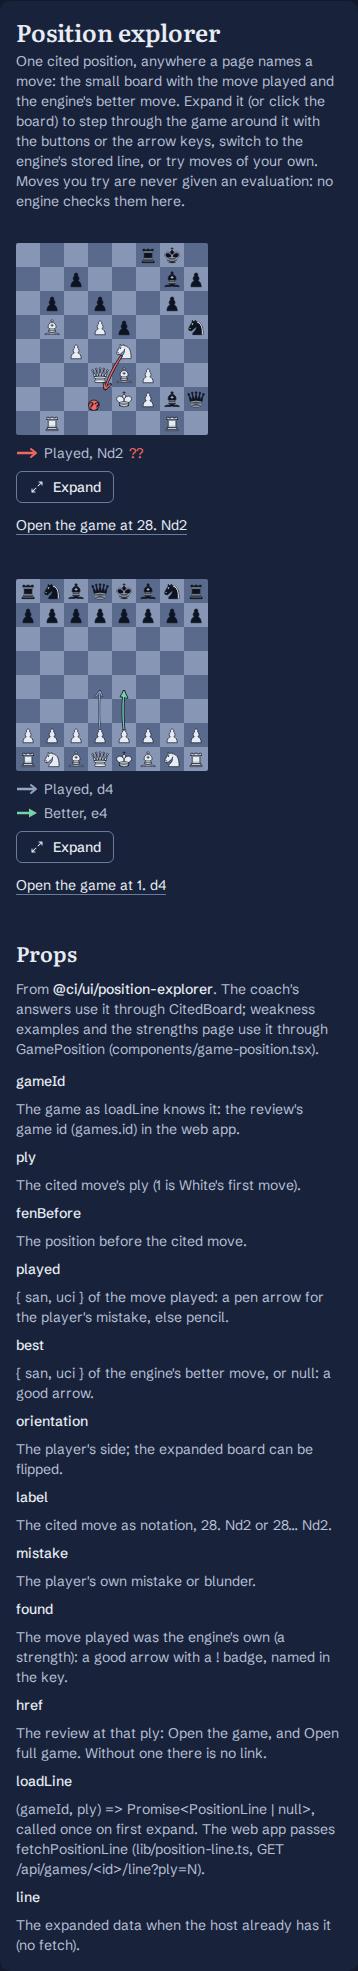 Position explorer
One cited position, anywhere a page names a
move: the small board with the move played and
the engine's better move. Expand it (or click the
board) to step through the game around it with
the buttons or the arrow keys, switch to the
engine's stored line, or try moves of your own.
Moves you try are never given an evaluation: no
engine checks them here.
Played, Nd2 ??
Expand
Open the game at 28. Nd2
Played, d4
Better, e4
Expand
Open the game at 1. d4
Props
From @ci/ui/position-explorer. The coach's
answers use it through CitedBoard; weakness
examples and the strengths page use it through
GamePosition (components/game-position.tsx).
gameId
The game as loadLine knows it: the review's
game id (games.id) in the web app.
ply
The cited move's ply (1 is White's first move).
fenBefore
The position before the cited move.
played
{ san, uci } of the move played: a pen arrow for
the player's mistake, else pencil.
best
{ san, uci } of the engine's better move, or null: a
good arrow.
orientation
The player's side; the expanded board can be
flipped.
label
The cited move as notation, 28. Nd2 or 28... Nd2.
mistake
The player's own mistake or blunder.
found
The move played was the engine's own (a
strength): a good arrow with a ! badge, named in
the key.
href
The review at that ply: Open the game, and Open
full game. Without one there is no link.
loadLine
(gameId, ply) => Promise<PositionLine | null>,
called once on first expand. The web app passes
fetchPositionLine (lib/position-line.ts, GET
/api/games/<id>/line?ply=N).
line
The expanded data when the host already has it
(no fetch).